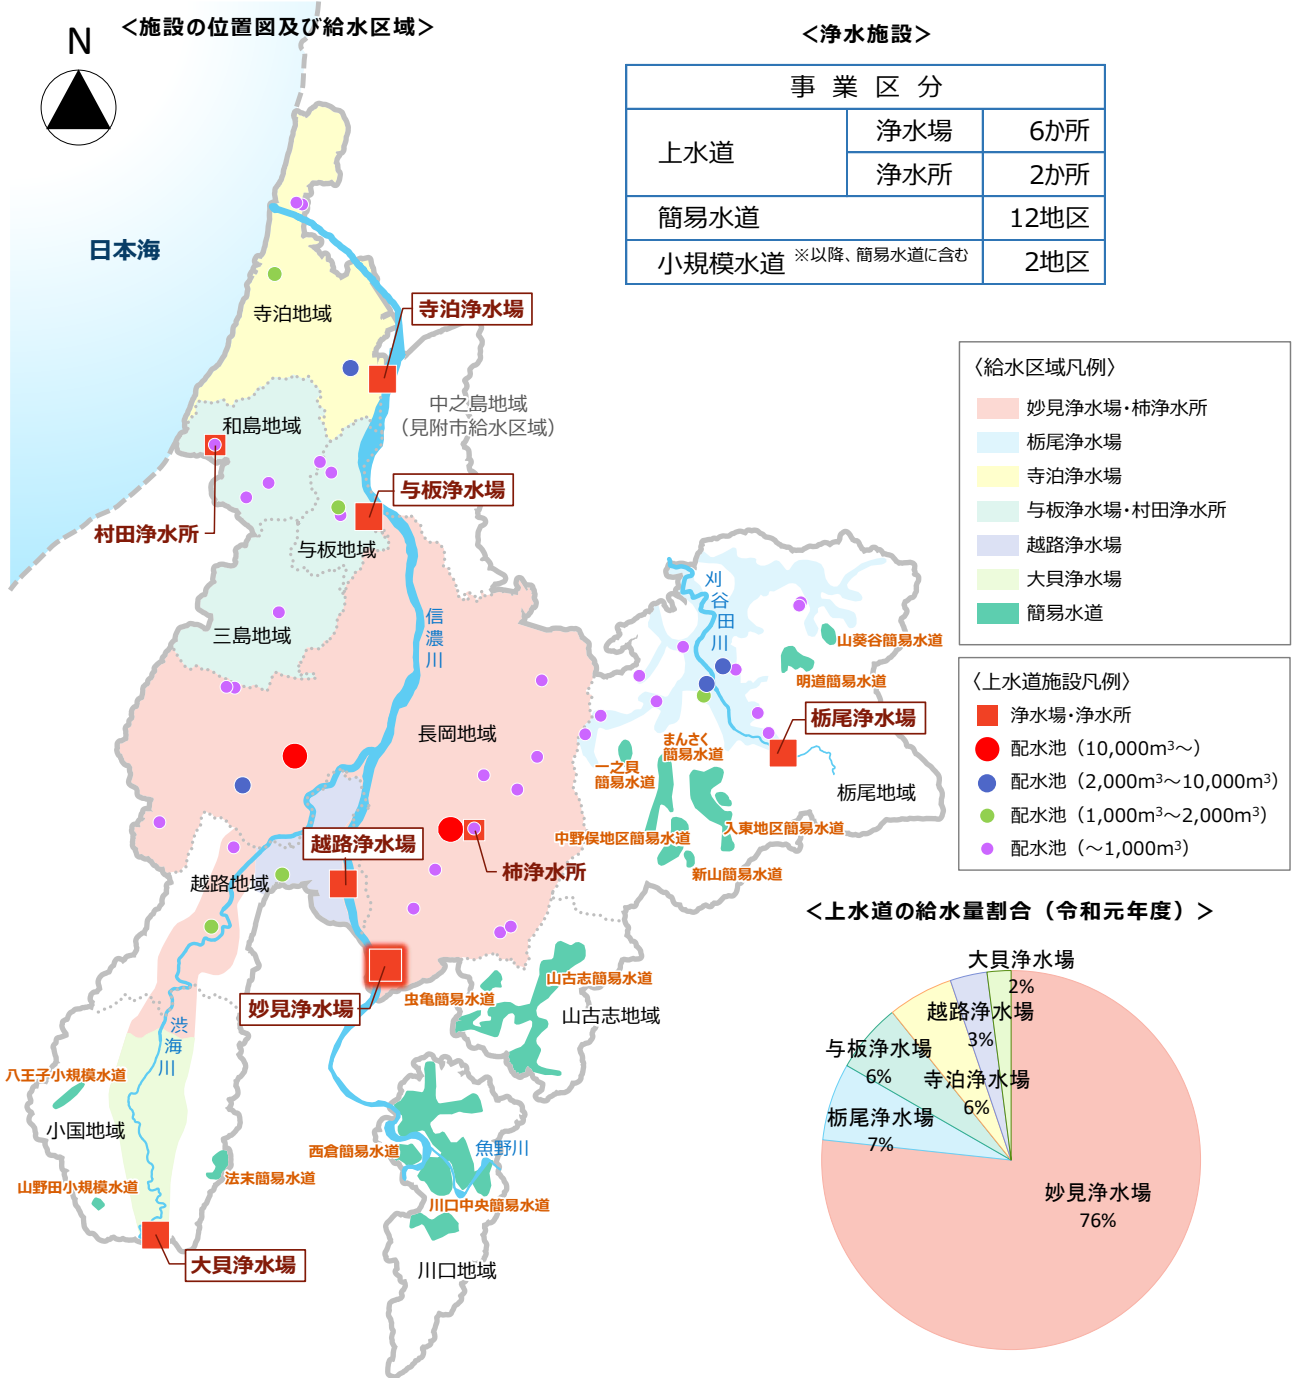 ＜施設の位置図及び給水区域＞
N
日本海
寺泊地域
寺泊浄水場
中之島地域
（見附市給水区域）
和島地域
与板浄水場
村田浄水所
与板地域
三島地域
信濃川
長岡地域
刈谷田川
山葵谷簡易水道
明道簡易水道
栃尾浄水場
まんさく
簡易水道
一之貝
簡易水道
栃尾地域
中野俣地区簡易水道
入東地区簡易水道
新山簡易水道
越路浄水場
柿浄水所
越路地域
妙見浄水場
虫亀簡易水道
山古志簡易水道
山古志地域
渋海川
八王子小規模水道
小国地域
山野田小規模水道
法末簡易水道
西倉簡易水道
魚野川
川口中央簡易水道
大貝浄水場
川口地域
＜浄水施設＞
事業区分
上水道 浄水場 6か所
浄水所 2か所
簡易水道 12地区
小規模水道 ※以降、簡易水道に含む 2地区
〈給水区域凡例〉
妙見浄水場・柿浄水所
栃尾浄水場
寺泊浄水場
与板浄水場・村田浄水所
越路浄水場
大貝浄水場
簡易水道
〈上水道施設凡例〉
浄水場・浄水所
配水池（10,000m³～）
配水池（2,000m³～10,000m³）
配水池（1,000m³～2,000m³）
配水池（～1,000m³）
＜上水道の給水量割合（令和元年度）＞
大貝浄水場
2%
越路浄水場
3%
与板浄水場
6%
寺泊浄水場
6%
栃尾浄水場
7%
妙見浄水場
76%